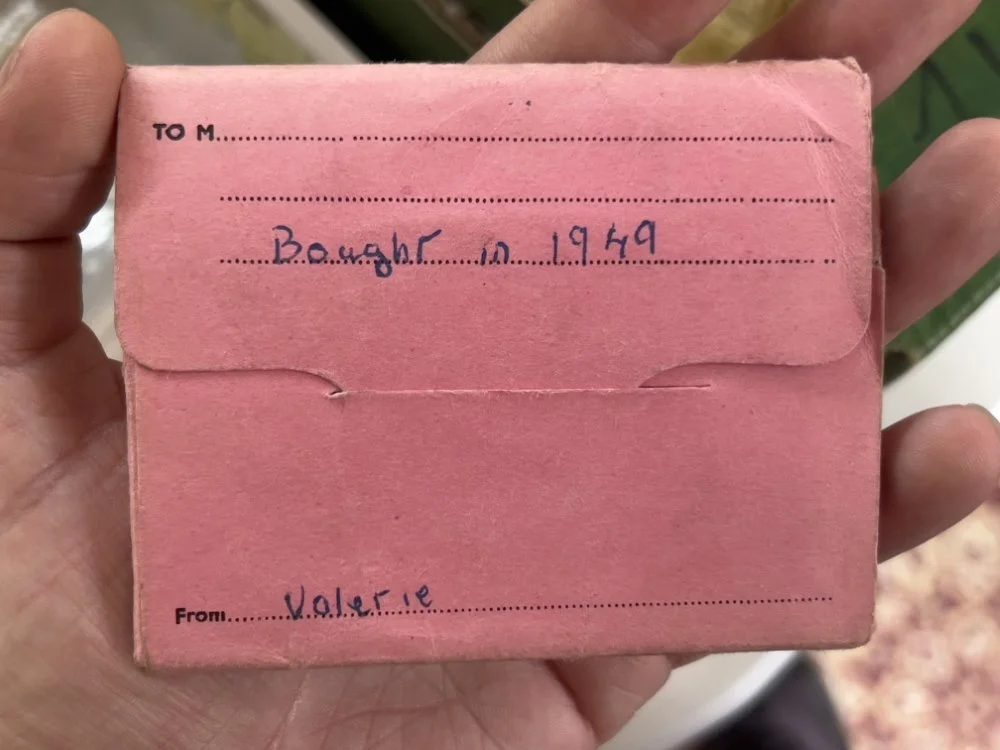 TO M
Bought in 1949
From Valerie